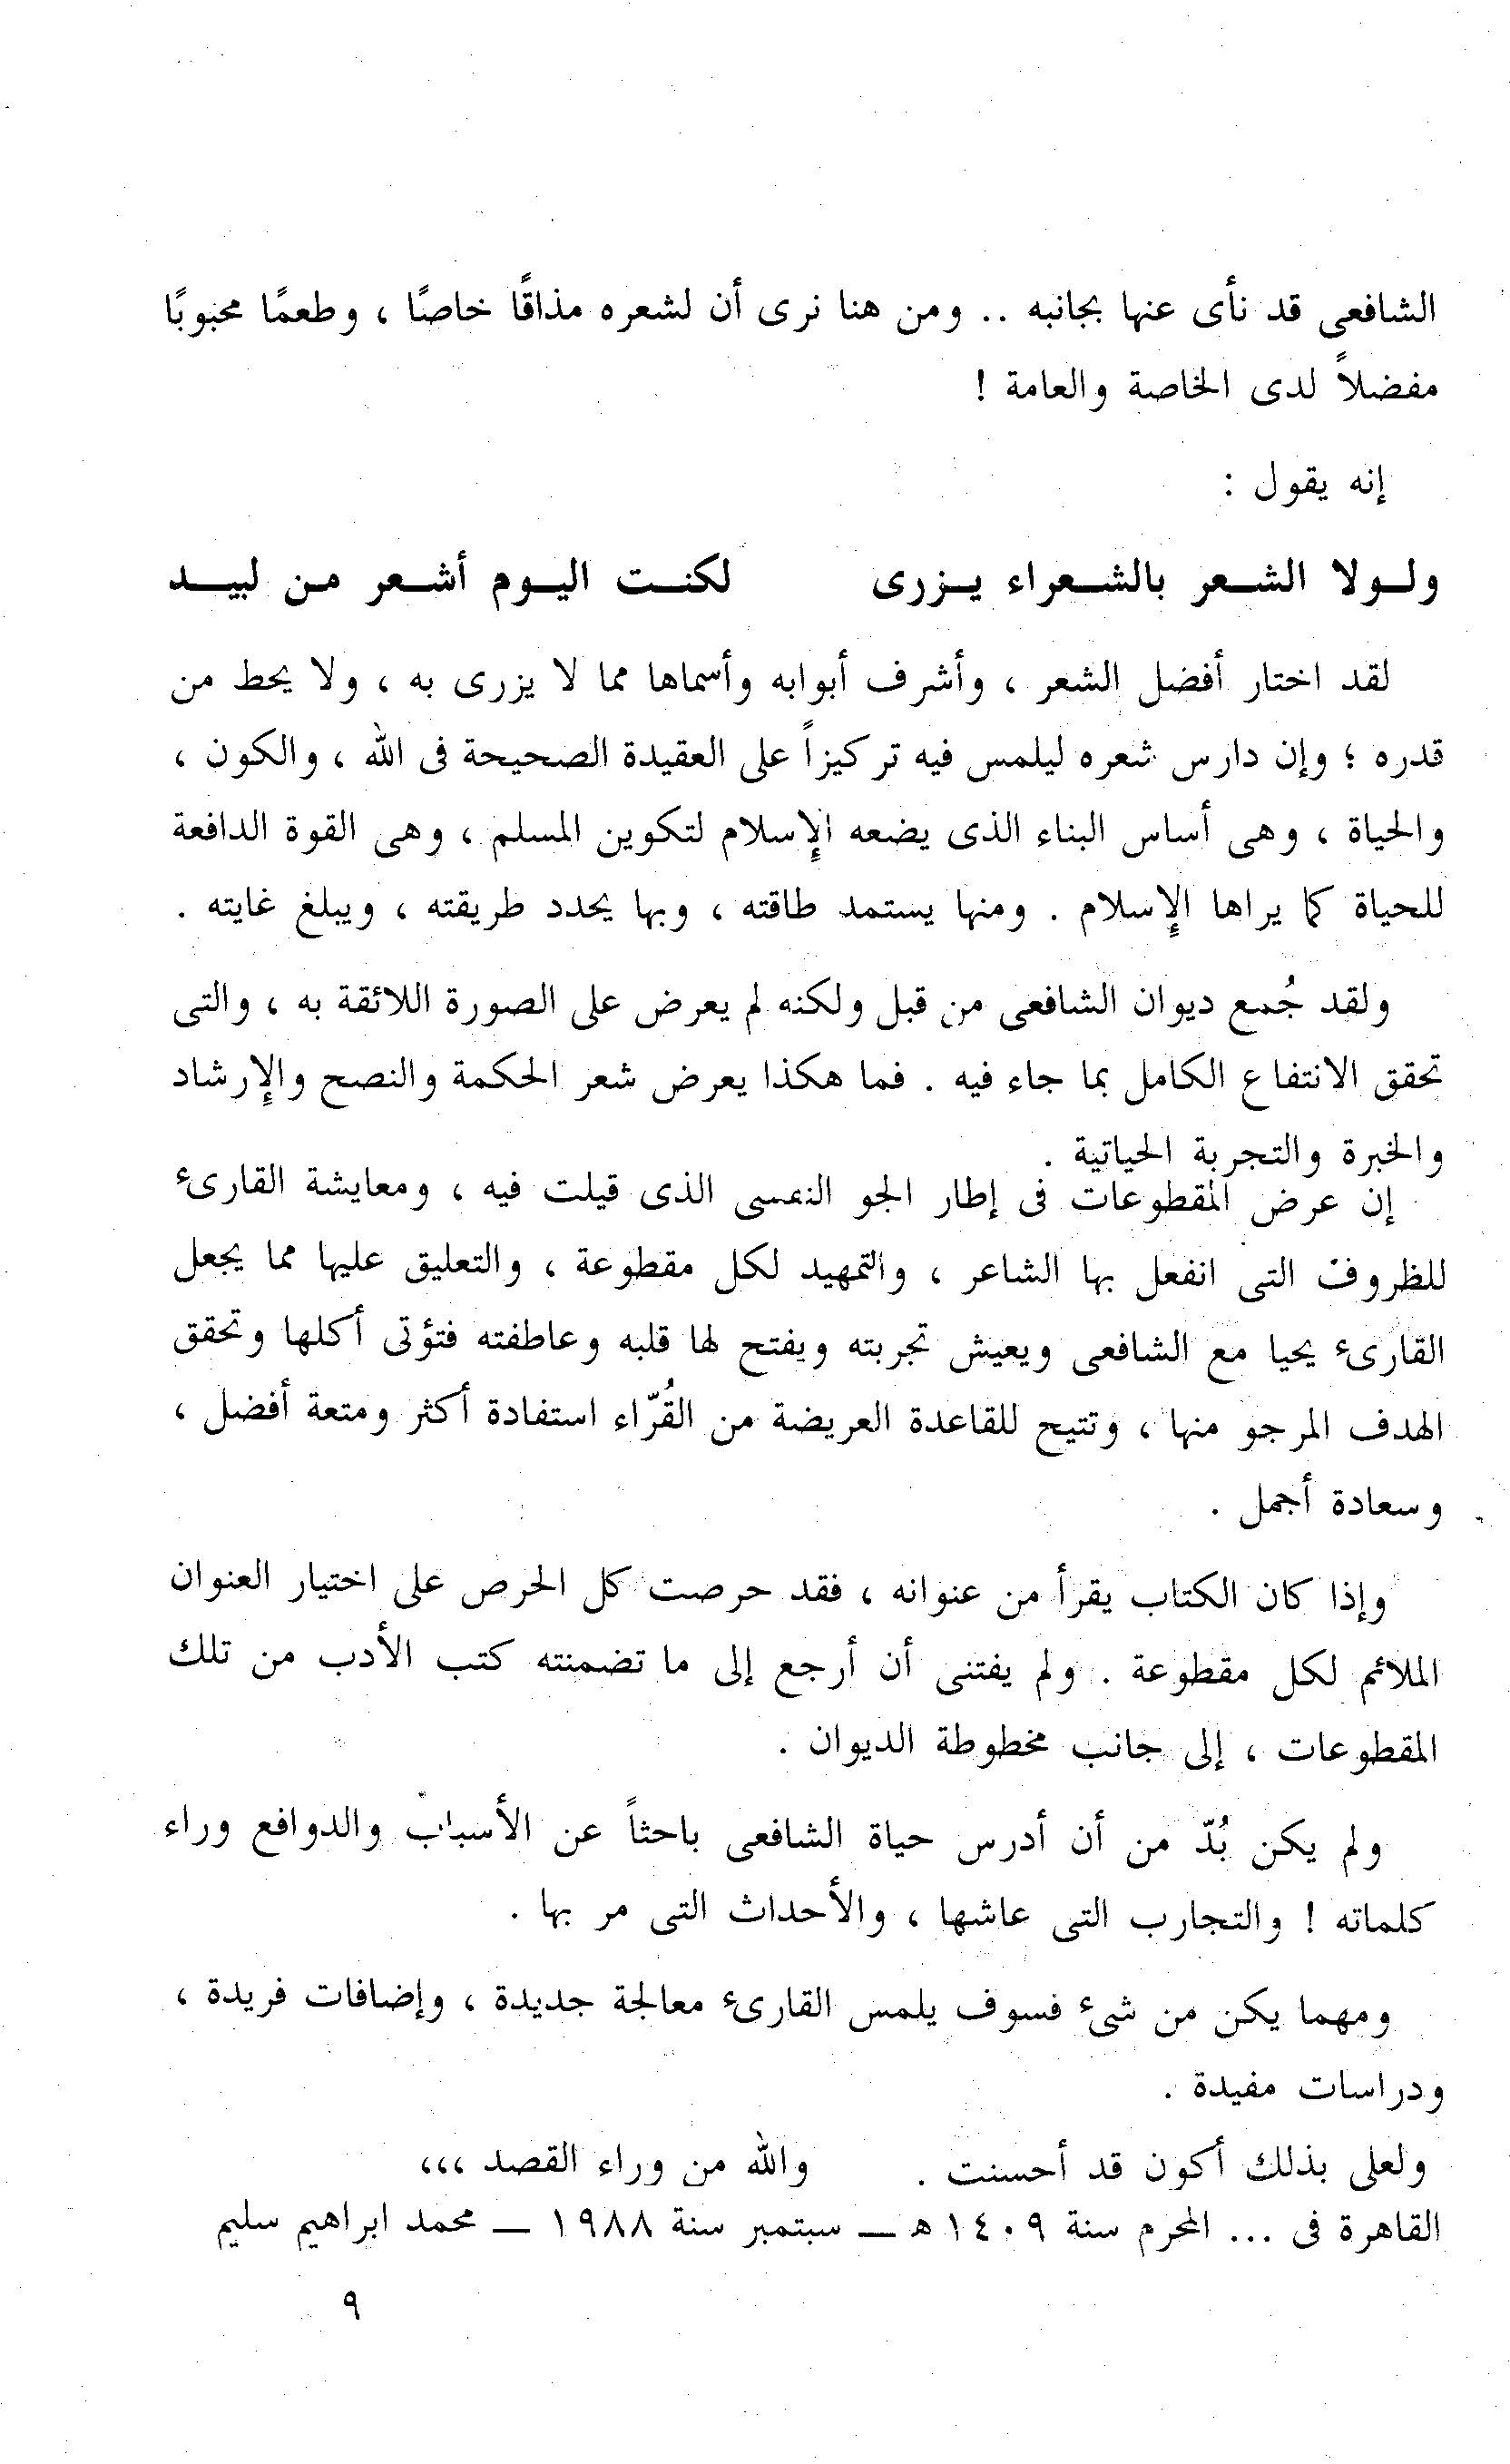 الشافعى قد نأى عنها بجانبه .. ومن هنا نرى أن لشعره مذاقًا خاصًا ، وطعمًا محبوبًا
مفضلاً لدى الخاصة والعامة !
إنه يقول :
ولـولا الشـعر بالشـعراء يـزرى لكنـت اليـوم أشـعر مـن لبيـد
لقد اختار أفضل الشعر ، وأشرف أبوابه وأسماها مما لا يزرى به ، ولا يحط من
قدره ؛ وإن دارس شعره ليلمس فيه تركيزاً على العقيدة الصحيحة فى الله ، والكون ،
والحياة ، وهى أساس البناء الذى يضعه الإسلام لتكوين المسلم ، وهى القوة الدافعة
للحياة كما يراها الإسلام . ومنها يستمد طاقته ، وبها يحدد طريقته ، ويبلغ غايته .
ولقد جُمع ديوان الشافعى من قبل ولكنه لم يعرض على الصورة اللائقة به ، والتى
تحقق الانتفاع الكامل بما جاء فيه . فما هكذا يعرض شعر الحكمة والنصح والإرشاد
والخبرة والتجربة الحياتية .
إن عرض المقطوعات فى إطار الجو النفسى الذى قيلت فيه ، ومعايشة القارىء
للظروف التى انفعل بها الشاعر ، والتمهيد لكل مقطوعة ، والتعليق عليها مما يجعل
القارىء يحيا مع الشافعى ويعيش تجربته ويفتح لها قلبه وعاطفته فتؤتى أكلها وتحقق
الهدف المرجو منها ، وتتيح للقاعدة العريضة من القُرّاء استفادة أكثر ومتعة أفضل ،
وسعادة أجمل .
وإذا كان الكتاب يقرأ من عنوانه ، فقد حرصت كل الحرص على اختيار العنوان
الملائم لكل مقطوعة . ولم يفتنى أن أرجع إلى ما تضمنته كتب الأدب من تلك
المقطوعات ، إلى جانب مخطوطة الديوان .
ولم يكن بُدّ من أن أدرس حياة الشافعى باحثاً عن الأسباب والدوافع وراء
كلماته ! والتجارب التى عاشها ، والأحداث التى مر بها .
ومهما يكن من شىء فسوف يلمس القارىء معالجة جديدة ، وإضافات فريدة ،
ودراسات مفيدة .
ولعلى بذلك أكون قد أحسنت . والله من وراء القصد ،،،
القاهرة فى ... المحرم سنة ١٤٠٩ هـ ــ سبتمبر سنة ١٩٨٨ ــ محمد ابراهيم سليم
٩